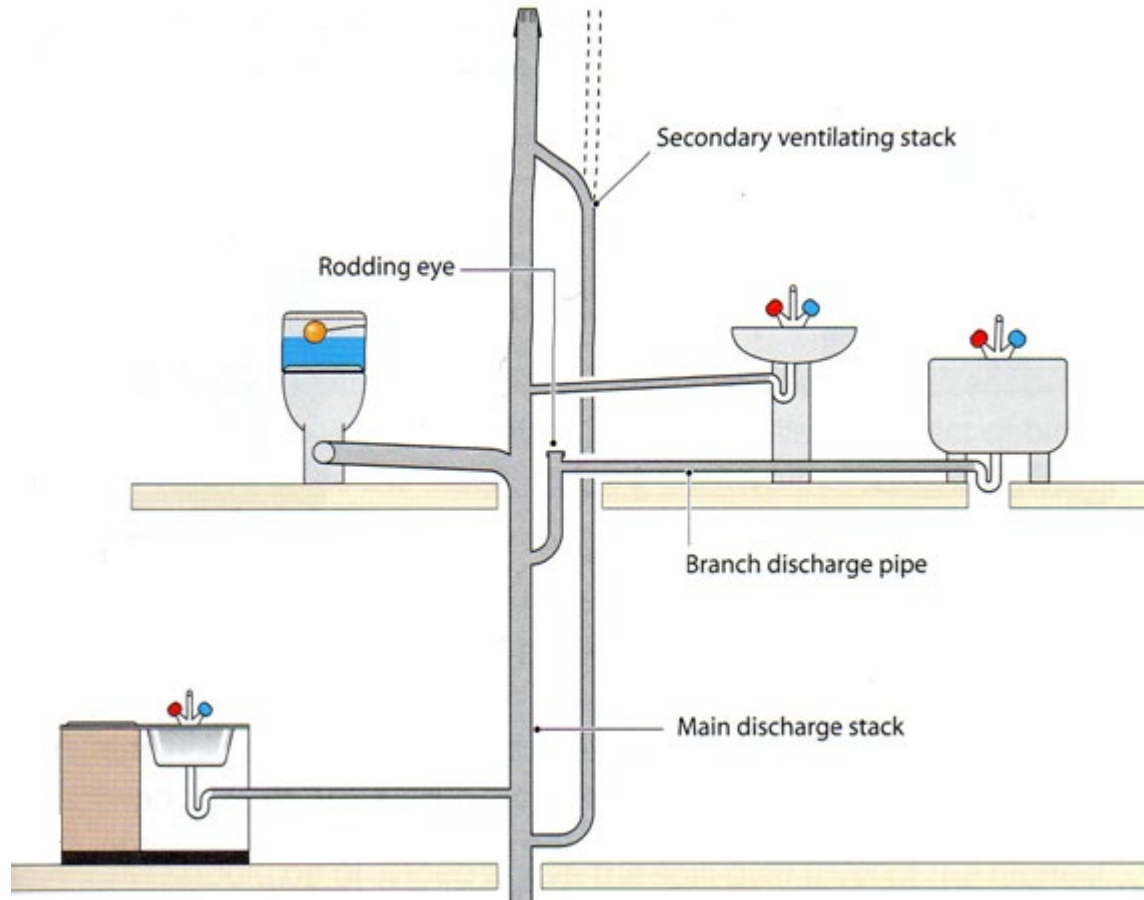 Secondary ventilating stack
Rodding eye
Branch discharge pipe
Main discharge stack